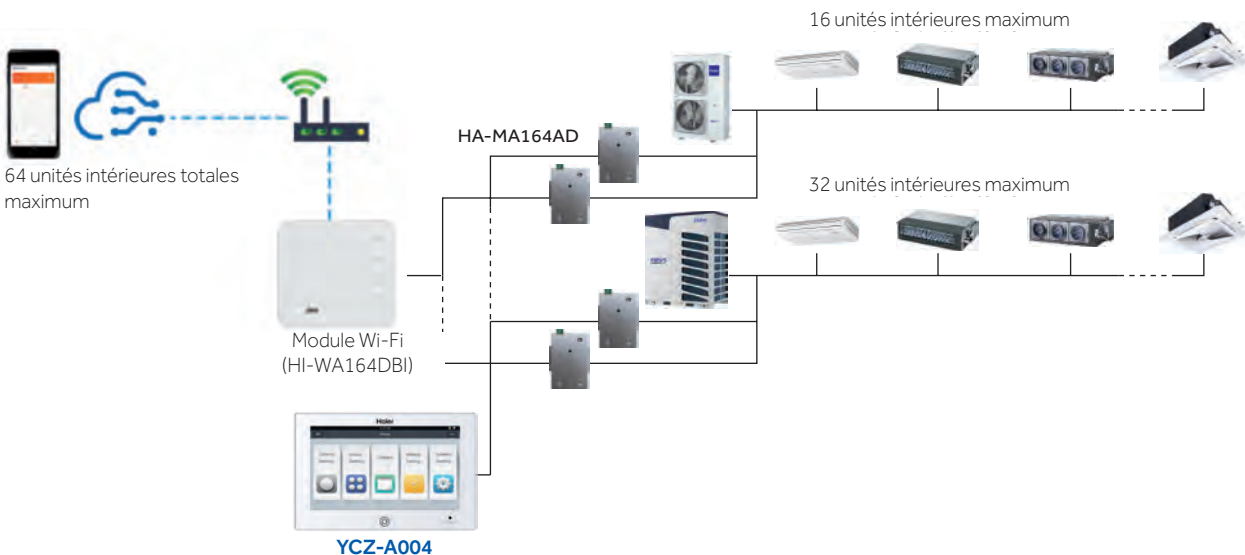 16 unités intérieures maximum
HA-MA164AD
64 unités intérieures totales
maximum
32 unités intérieures maximum
Module Wi-Fi
(HI-WA164DBI)
Haier
YCZ-A004